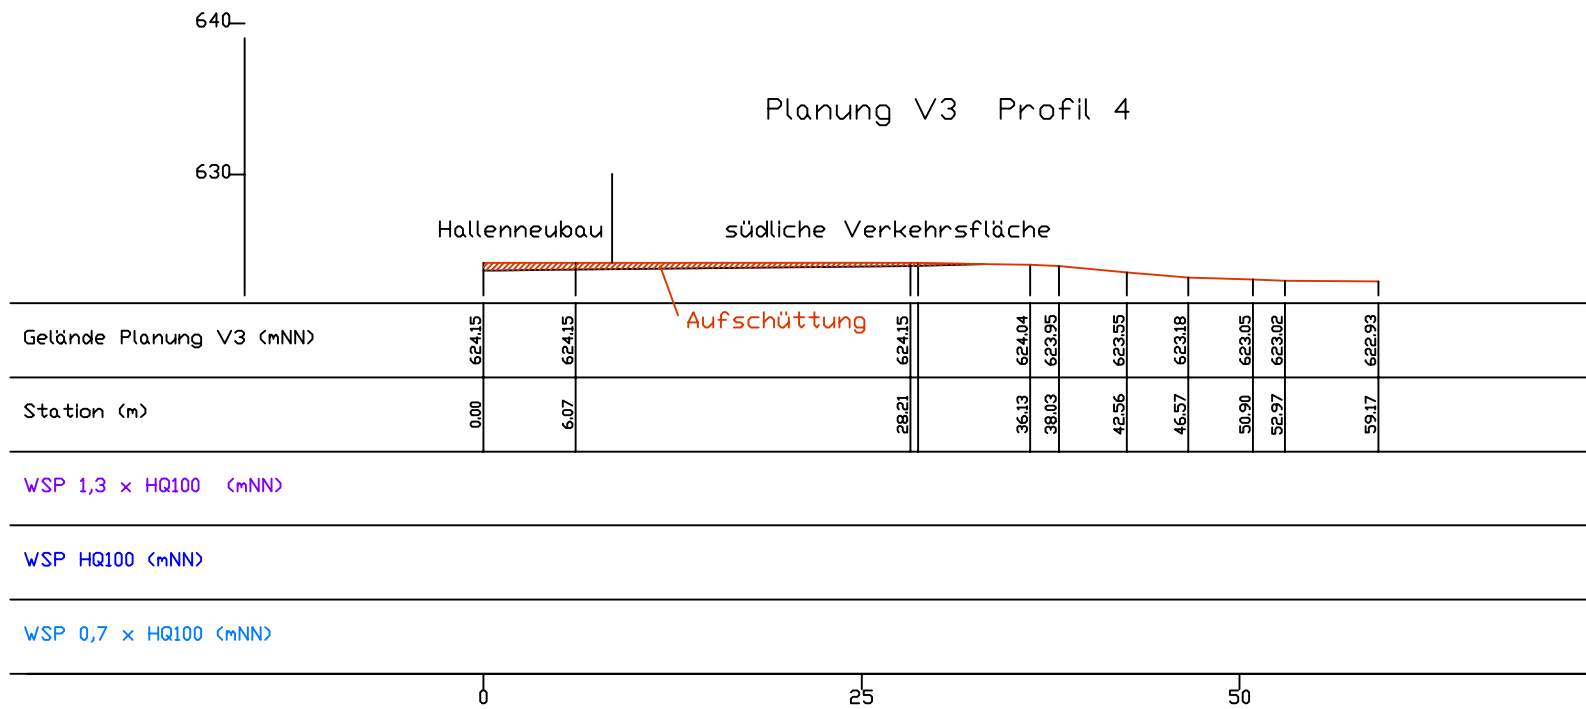 640
Planung V3 Profil 4
630
Hallenneubau
südliche Verkehrsfläche
Aufschüttung
Gelände Planung V3 (mNN) 624.15 624.15 624.15 624.04 623.95 623.55 623.18 623.05 623.02 622.93
Station (m) 0.00 6.07 28.21 36.13 38.03 42.56 46.57 50.90 52.97 59.17
WSP 1,3 x HQ100 (mNN)
WSP HQ100 (mNN)
WSP 0,7 x HQ100 (mNN)
0 25 50